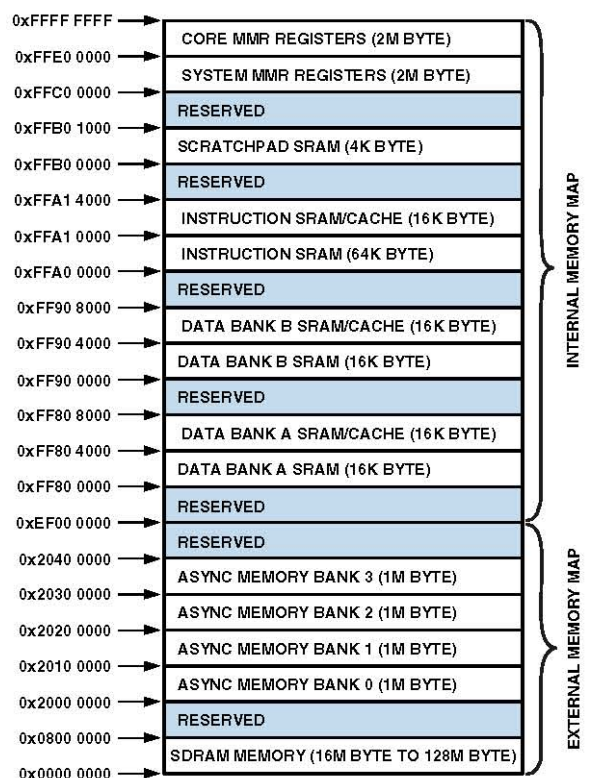 0xFFFF FFFF
CORE MMR REGISTERS (2M BYTE)
0xFFE0 0000
SYSTEM MMR REGISTERS (2M BYTE)
0xFFC0 0000
RESERVED
0xFFB0 1000
SCRATCHPAD SRAM (4K BYTE)
0xFFB0 0000
RESERVED
0xFFA1 4000
INSTRUCTION SRAM/CACHE (16K BYTE)
0xFFA1 0000
INSTRUCTION SRAM (64K BYTE)
0xFFA0 0000
RESERVED
0xFF90 8000
DATA BANK B SRAM/CACHE (16K BYTE)
0xFF90 4000
DATA BANK B SRAM (16K BYTE)
0xFF90 0000
RESERVED
0xFF80 8000
DATA BANK A SRAM/CACHE (16K BYTE)
0xFF80 4000
DATA BANK A SRAM (16K BYTE)
0xFF80 0000
RESERVED
0xEF00 0000
RESERVED
0x2040 0000
ASYNC MEMORY BANK 3 (1M BYTE)
0x2030 0000
ASYNC MEMORY BANK 2 (1M BYTE)
0x2020 0000
ASYNC MEMORY BANK 1 (1M BYTE)
0x2010 0000
ASYNC MEMORY BANK 0 (1M BYTE)
0x2000 0000
RESERVED
0x0800 0000
SDRAM MEMORY (16M BYTE TO 128M BYTE)
0x0000 0000
INTERNAL MEMORY MAP
EXTERNAL MEMORY MAP